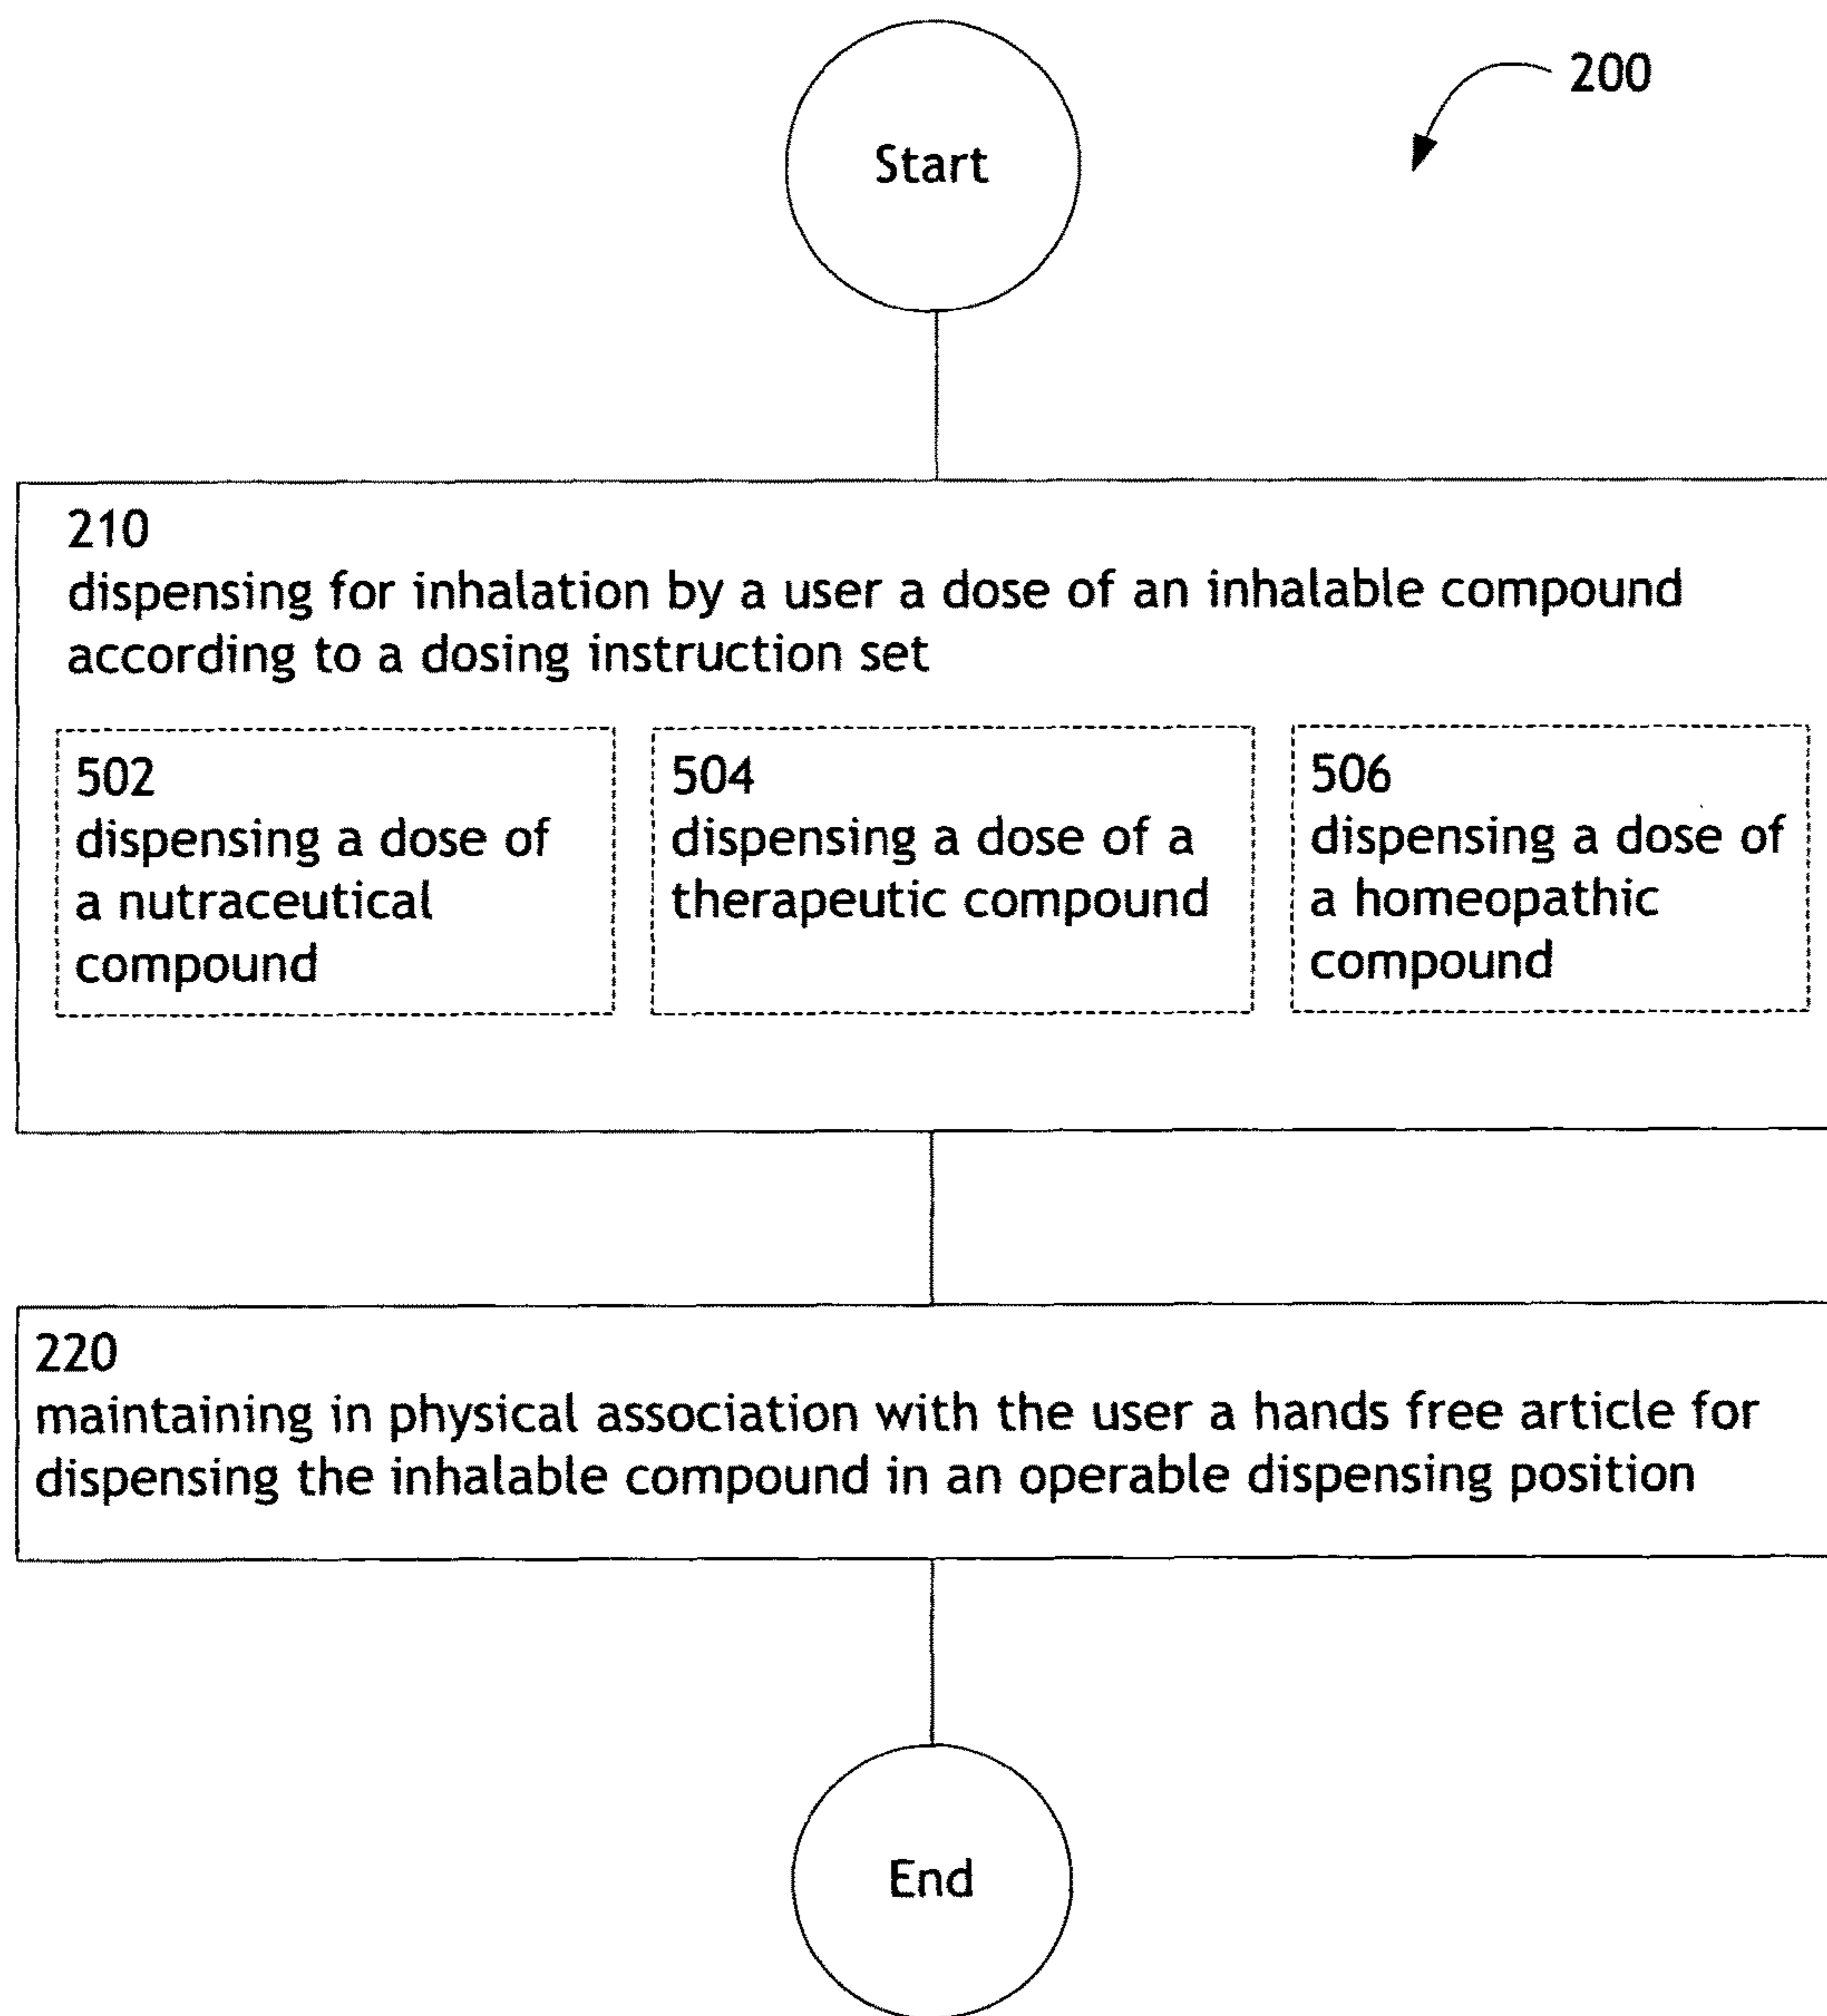 Start
200
210
dispensing for inhalation by a user a dose of an inhalable compound
according to a dosing instruction set
502
dispensing a dose of
a nutraceutical
compound
504
dispensing a dose of a
therapeutic compound
506
dispensing a dose of
a homeopathic
compound
220
maintaining in physical association with the user a hands free article for
dispensing the inhalable compound in an operable dispensing position
End